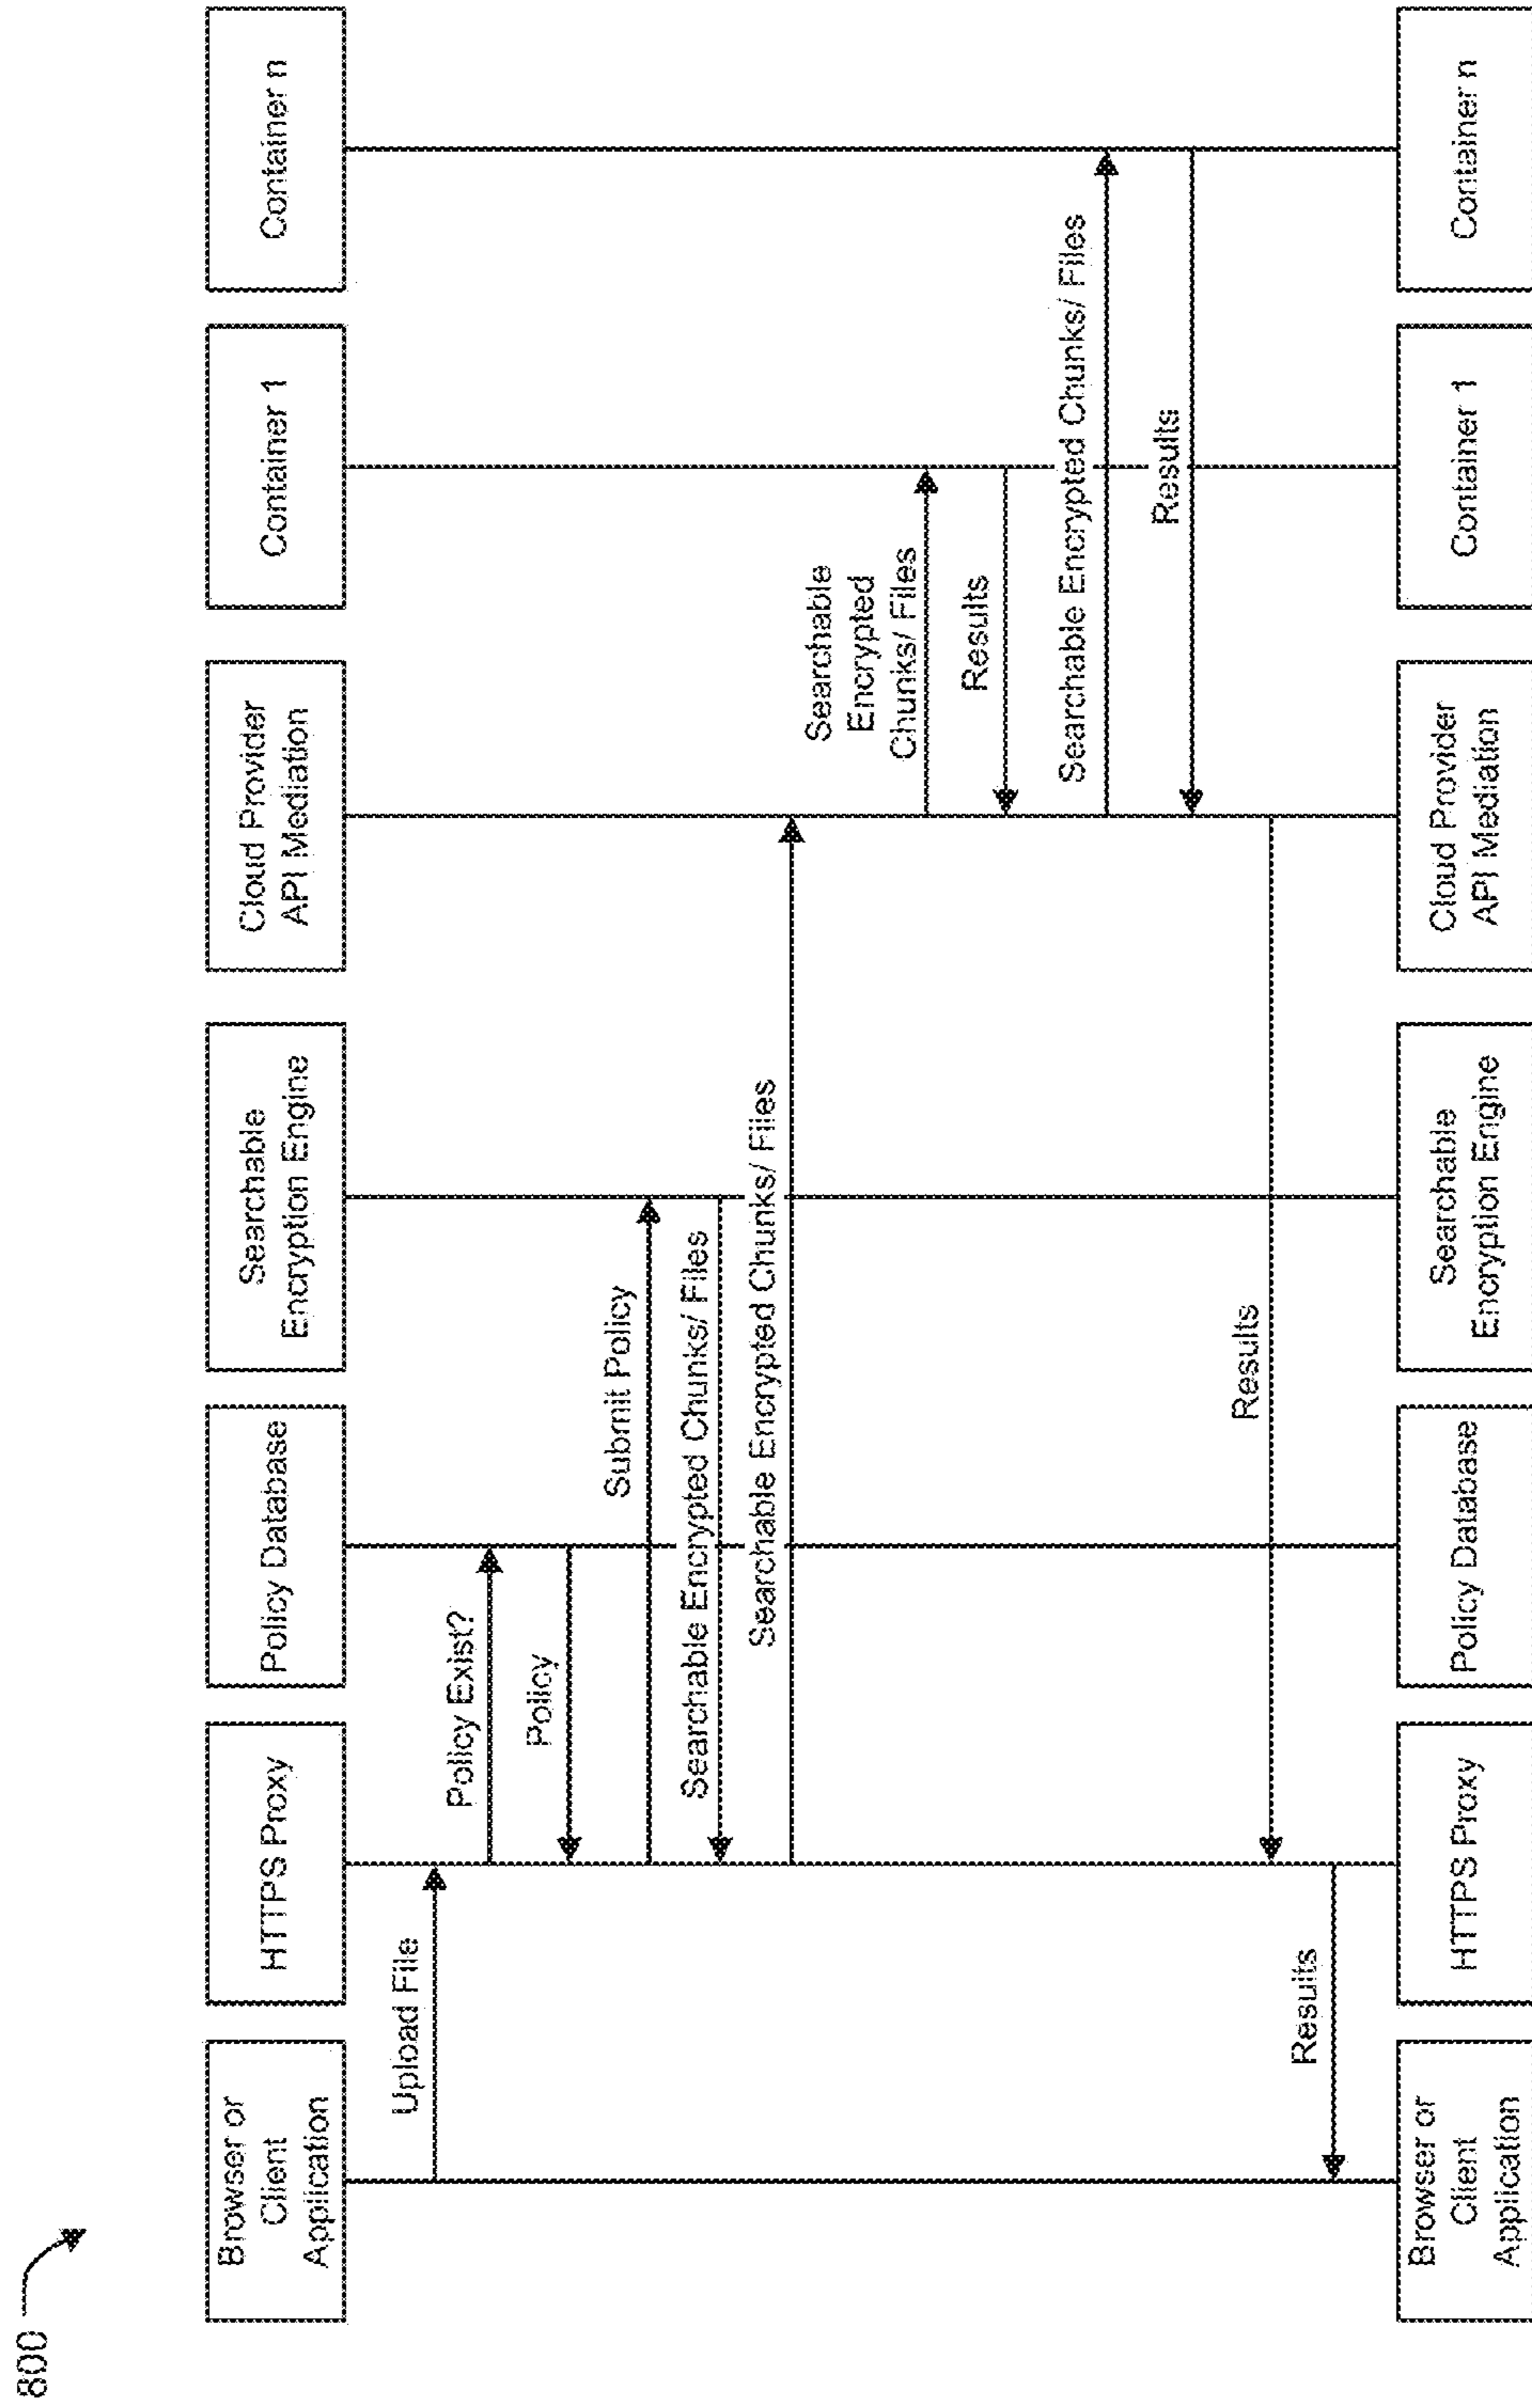 800
Browser or
Client
Application
HTTPS Proxy
Policy Database
Searchable
Encryption Engine
Cloud Provider
API Mediation
Container 1
Container n
Upload File
Policy Exist?
Policy
Submit Policy
Searchable Encrypted Chunks/ Files
Searchable Encrypted Chunks/ Files
Searchable
Encrypted
Chunks/ Files
Results
Searchable Encrypted Chunks/ Files
Results
Results
Results
Browser or
Client
Application
HTTPS Proxy
Policy Database
Searchable
Encryption Engine
Cloud Provider
API Mediation
Container 1
Container n